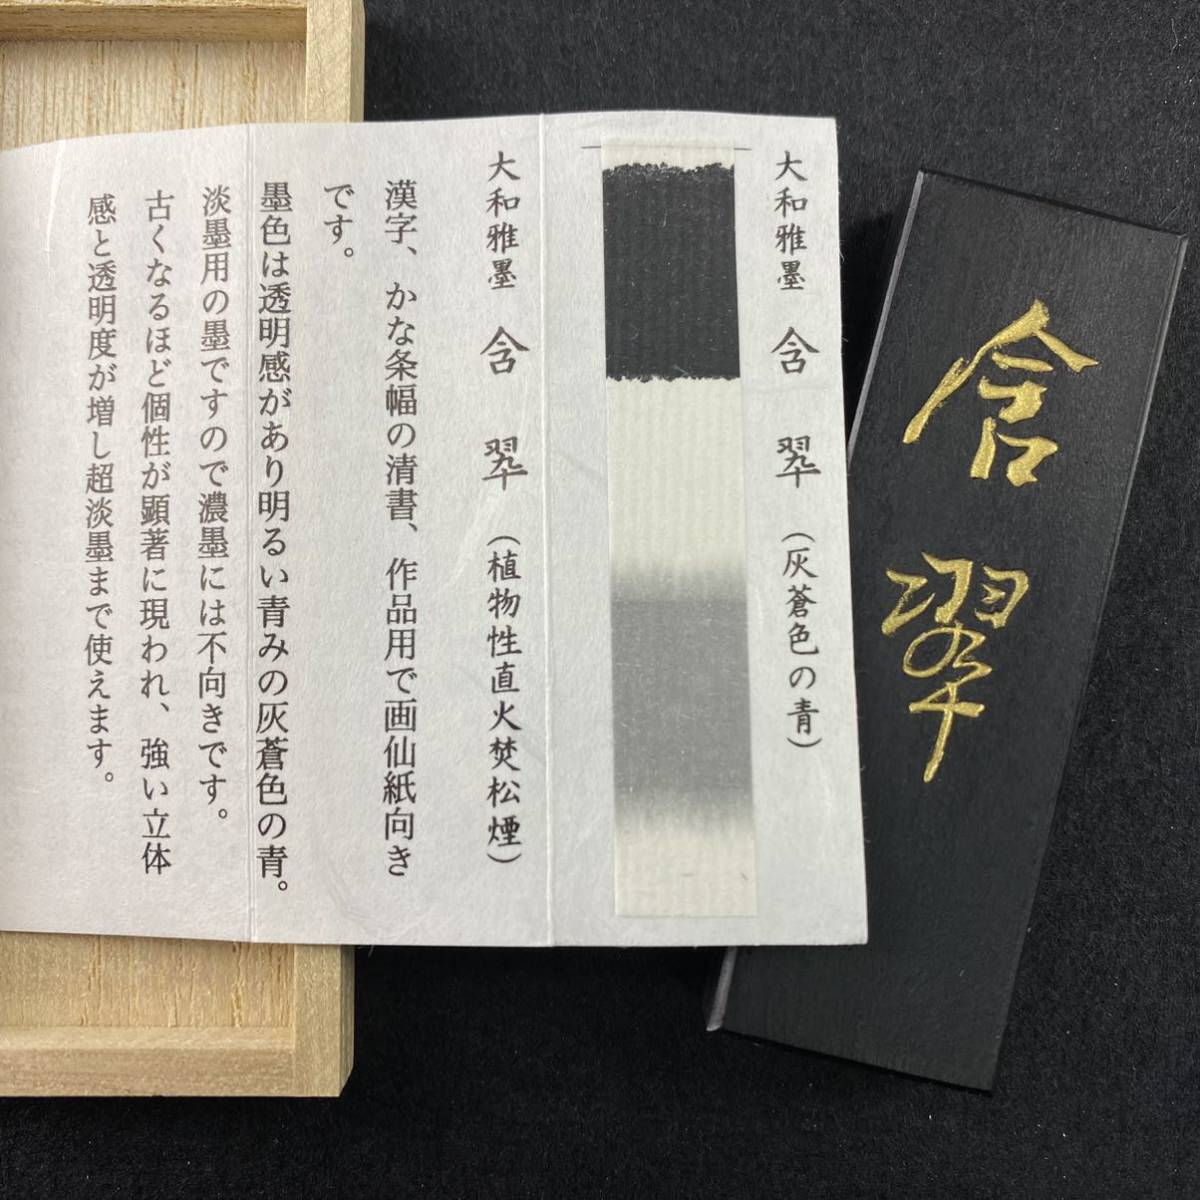 含翠
大和雅墨 含翠 (灰蒼色の青)
大和雅墨 含翠 (植物性直火焚松煙)
漢字、かな条幅の清書、作品用で画仙紙向き
です。
墨色は透明感があり明るい青みの灰蒼色の青。
淡墨用の墨ですので濃墨には不向きです。
古くなるほど個性が顕著に現われ、強い立体
感と透明度が増し超淡墨まで使えます。